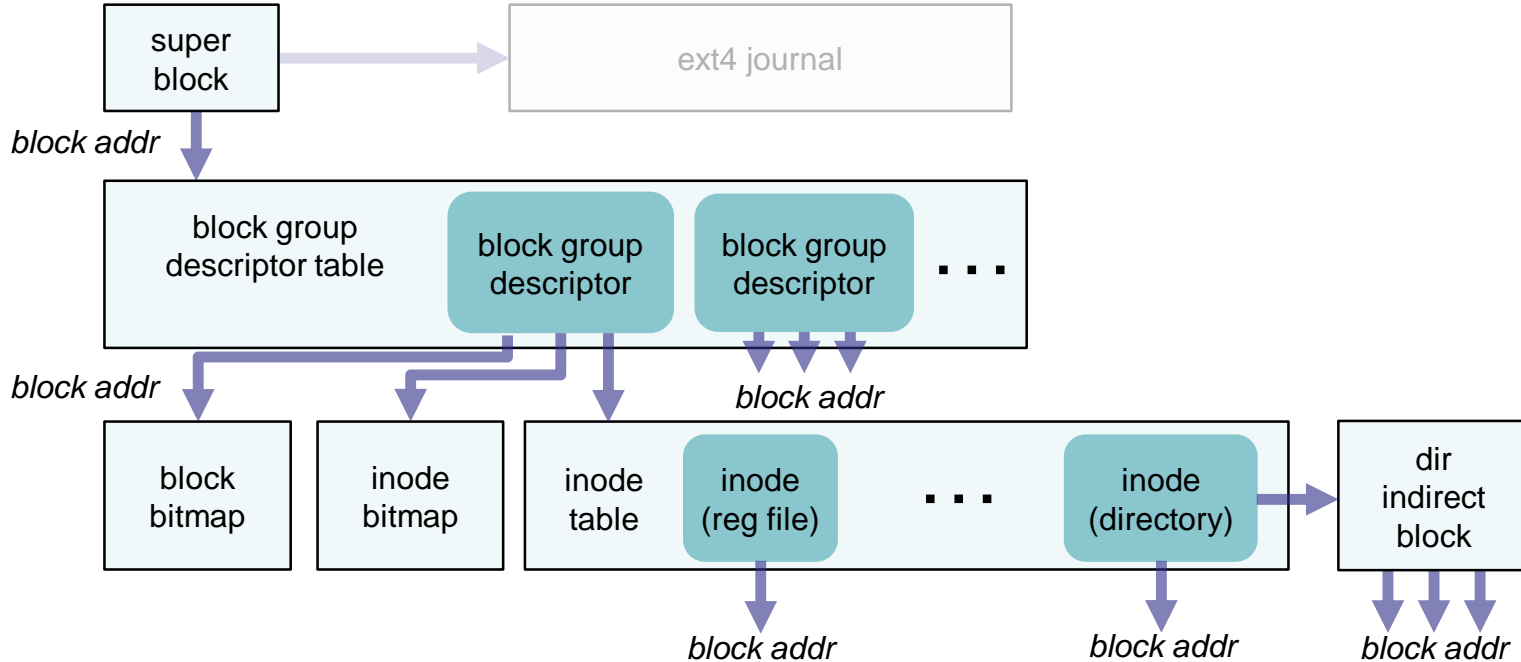 super
block
ext4 journal
block addr
block group
descriptor table
block group
descriptor
block group
descriptor
...
block addr
block addr
block
bitmap
inode
bitmap
inode
table
inode
(reg file)
...
inode
(directory)
dir
indirect
block
block addr
block addr
block addr